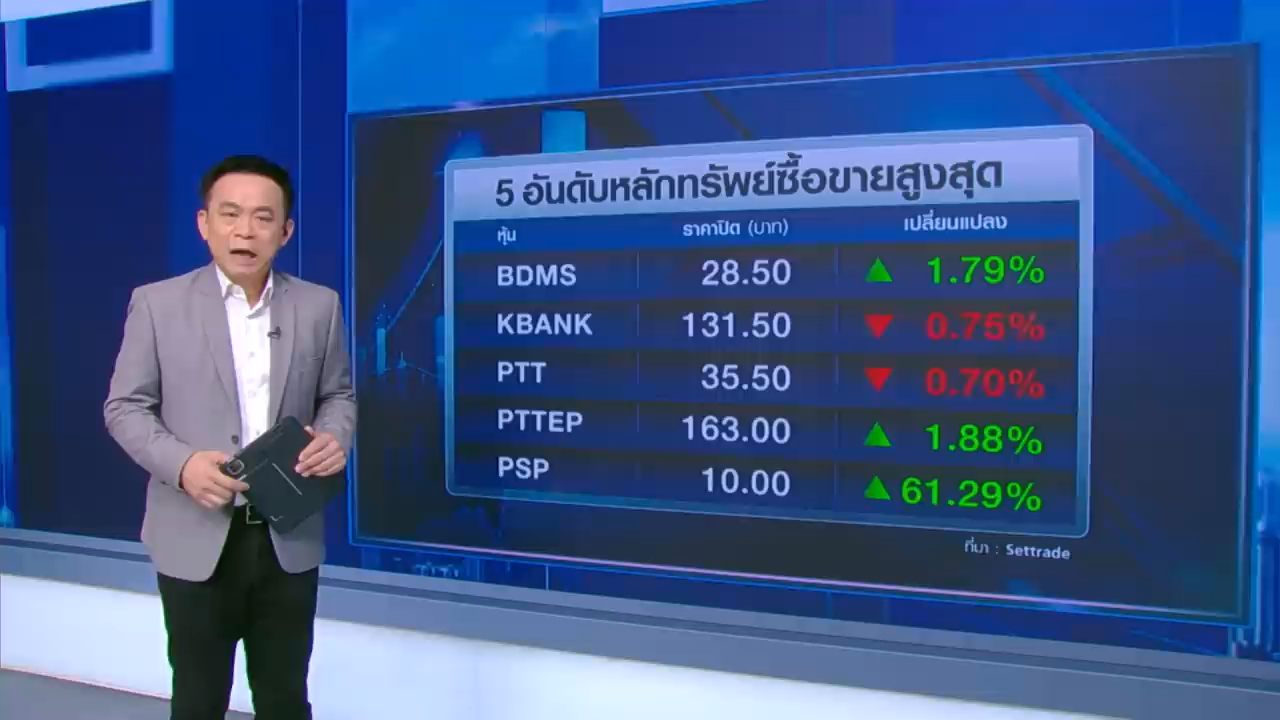 5 อันดับหลักทรัพย์ซื้อขายสูงสุด
หุ้น ราคาปิด (บาท) เปลี่ยนแปลง
BDMS 28.50 ▲ 1.79%
KBANK 131.50 ▼ 0.75%
PTT 35.50 ▼ 0.70%
PTTEP 163.00 ▲ 1.88%
PSP 10.00 ▲ 61.29%
ที่มา : Settrade